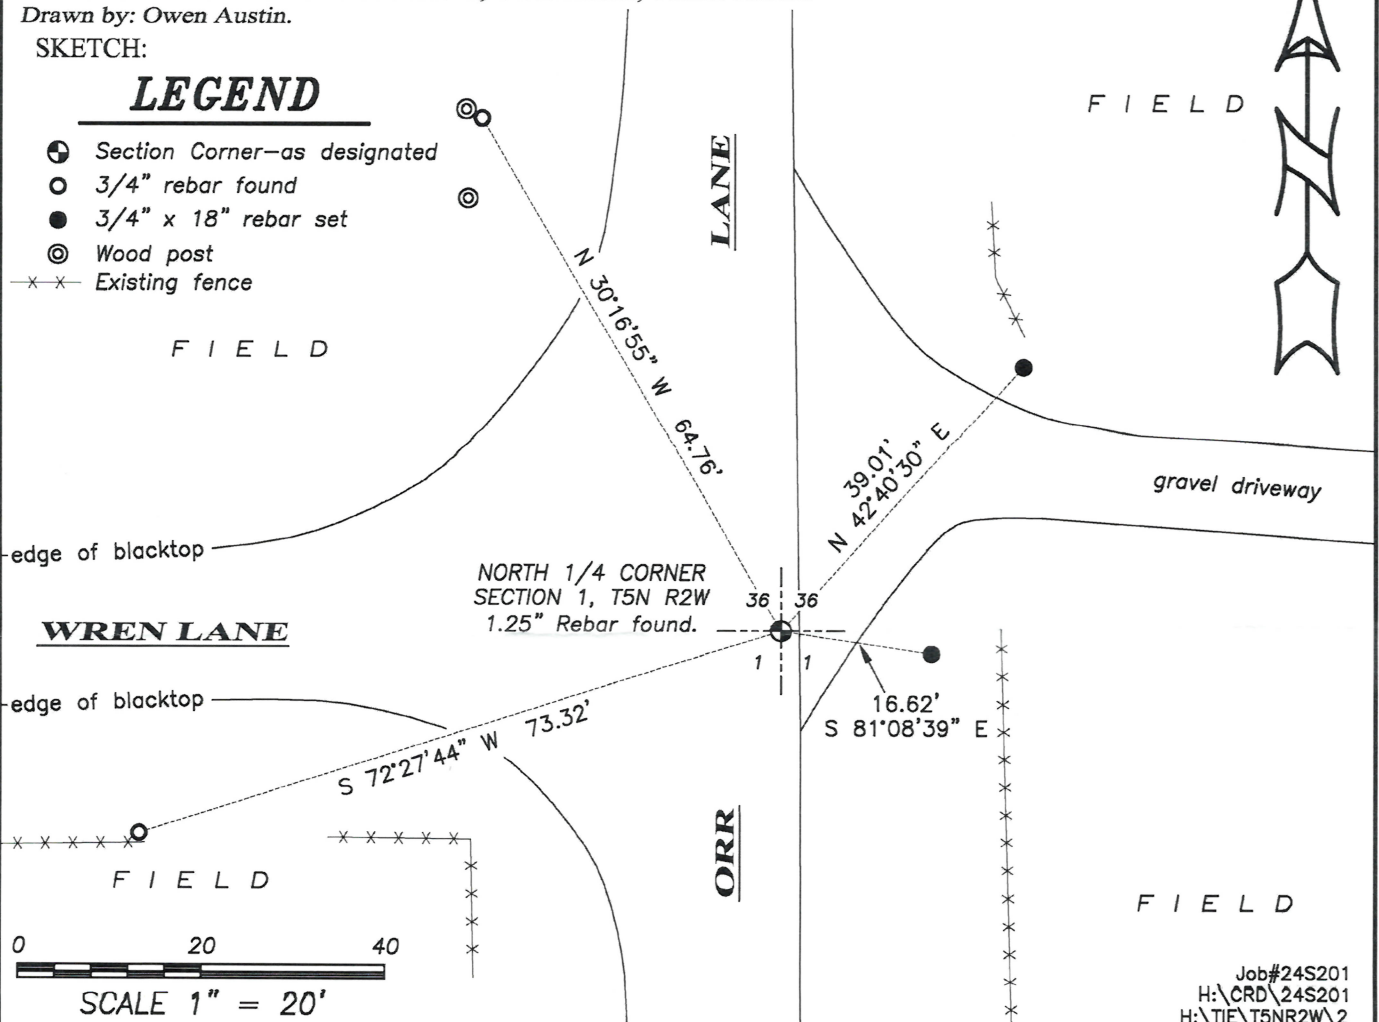 Drawn by: Owen Austin.
SKETCH:
LEGEND
Section Corner—as designated
3/4" rebar found
3/4" x 18" rebar set
Wood post
Existing fence
FIELD
FIELD
LANE
N
N 30°16'55" W 64.76'
39.01'
N 42°40'30" E
gravel driveway
edge of blacktop
NORTH 1/4 CORNER
SECTION 1, T5N R2W
1.25" Rebar found.
36 36
1 1
WREN LANE
edge of blacktop
16.62'
S 81°08'39" E
S 72°27'44" W 73.32'
ORR
FIELD
FIELD
0 20 40
SCALE 1" = 20'
Job#24S201
H:\CRD\24S201
H:\TIE\T5NR2W\2